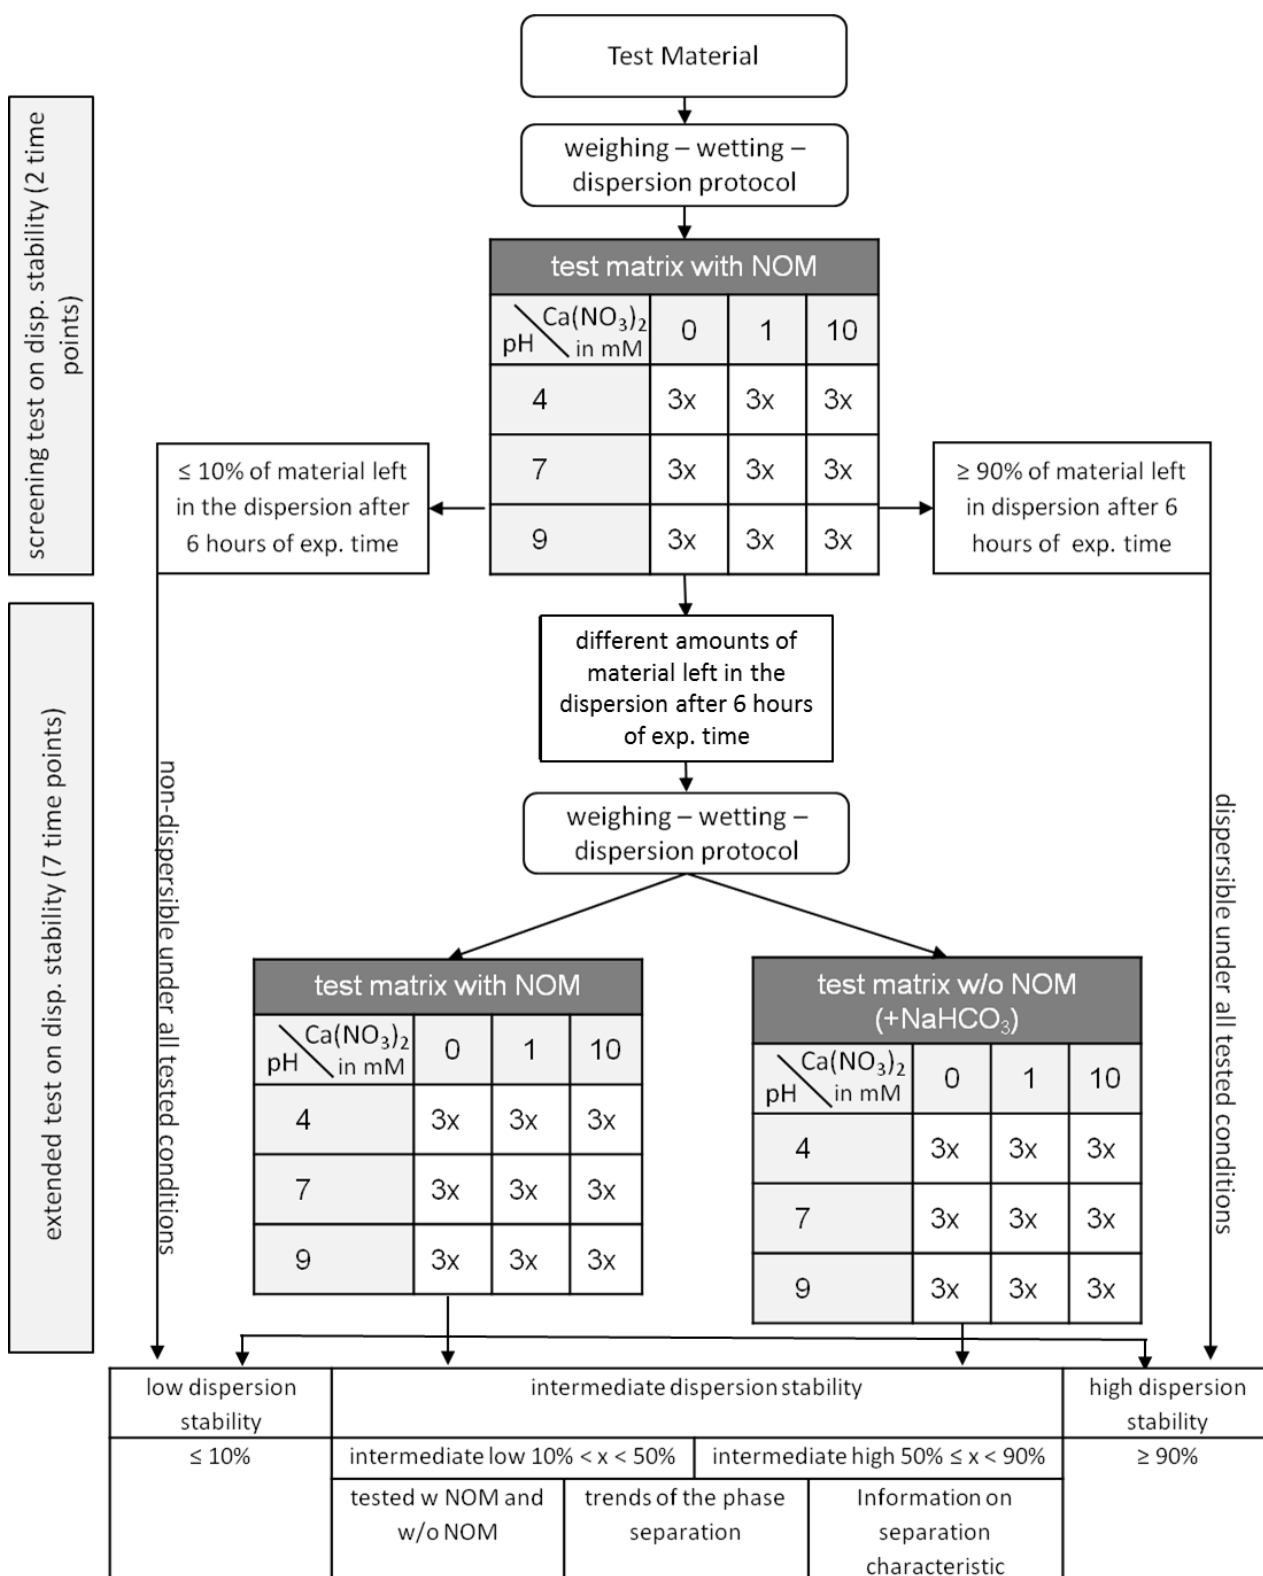 Test Material
screening test on disp. stability (2 time
points)
weighing – wetting –
dispersion protocol
test matrix with NOM
Ca(NO₃)₂
in mM
pH
0
1
10
4
3x
3x
3x
7
3x
3x
3x
9
3x
3x
3x
≤ 10% of material left
in the dispersion after
6 hours of exp. time
≥ 90% of material left
in dispersion after 6
hours of exp. time
extended test on disp. stability (7 time points)
different amounts of
material left in the
dispersion after 6 hours
of exp. time
non-dispersible under all tested conditions
dispersible under all tested conditions
weighing – wetting –
dispersion protocol
test matrix with NOM
Ca(NO₃)₂
in mM
pH
0
1
10
4
3x
3x
3x
7
3x
3x
3x
9
3x
3x
3x
test matrix w/o NOM
(+NaHCO₃)
Ca(NO₃)₂
in mM
pH
0
1
10
4
3x
3x
3x
7
3x
3x
3x
9
3x
3x
3x
low dispersion
stability
intermediate dispersion stability
high dispersion
stability
≤ 10%
intermediate low 10% < x < 50%
intermediate high 50% ≤ x < 90%
≥ 90%
tested w NOM and
w/o NOM
trends of the phase
separation
Information on
separation
characteristic